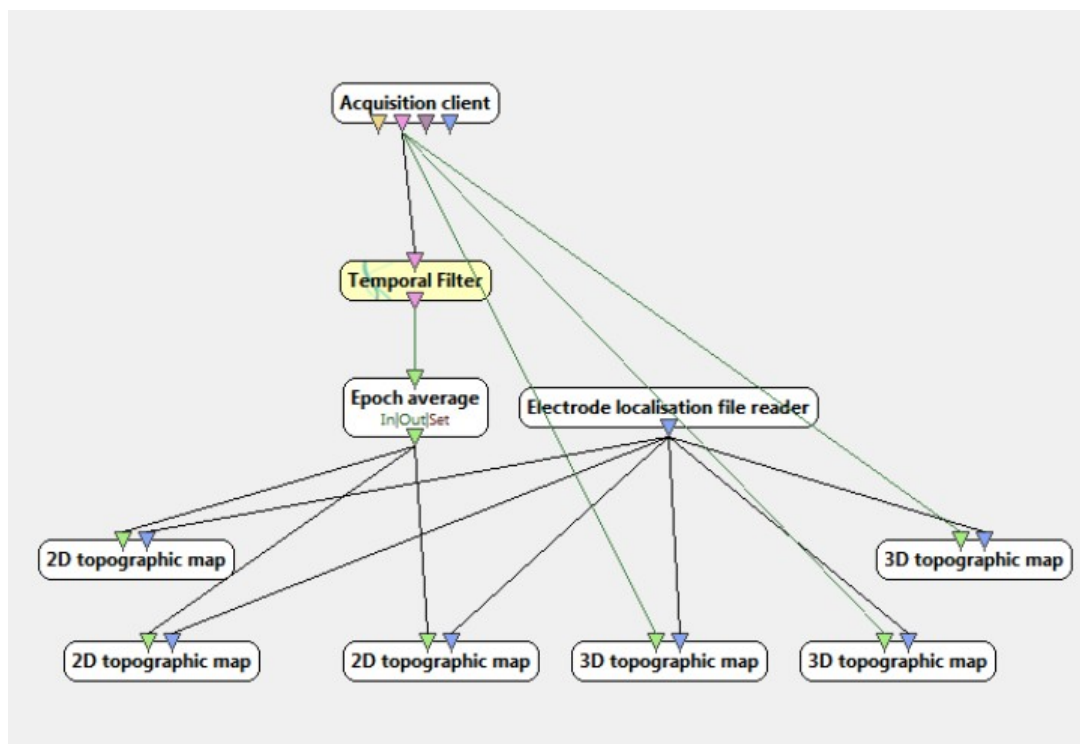 Acquisition client
Temporal Filter
Epoch average
In|Out|Set
Electrode localisation file reader
2D topographic map
3D topographic map
2D topographic map
2D topographic map
3D topographic map
3D topographic map